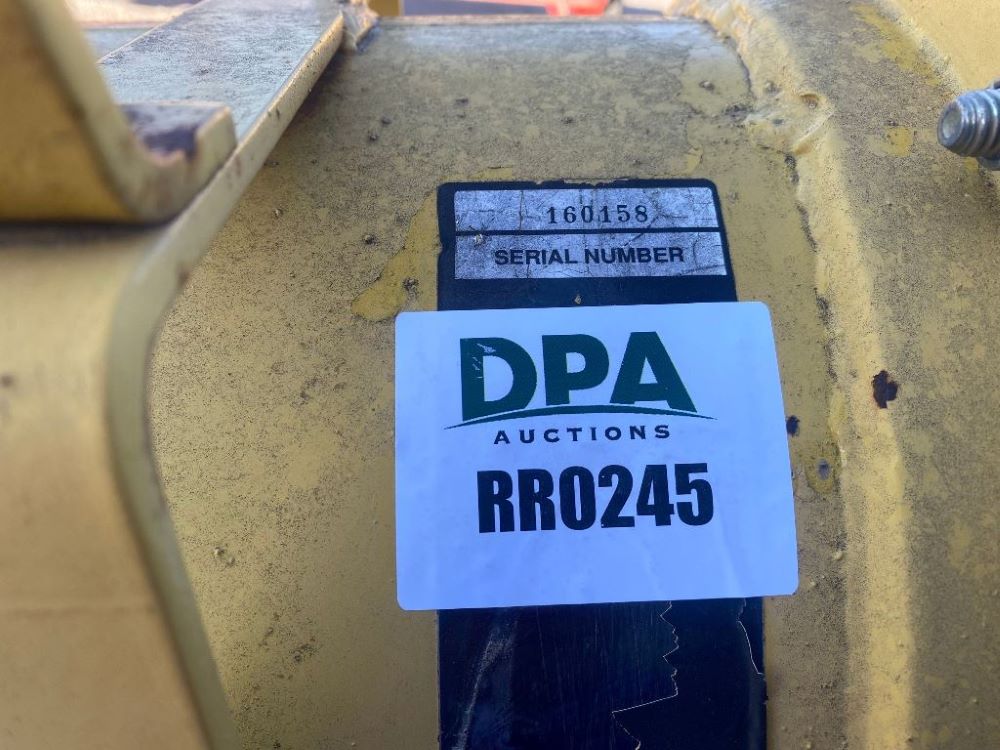 160158
SERIAL NUMBER
DPA
AUCTIONS
RR0245